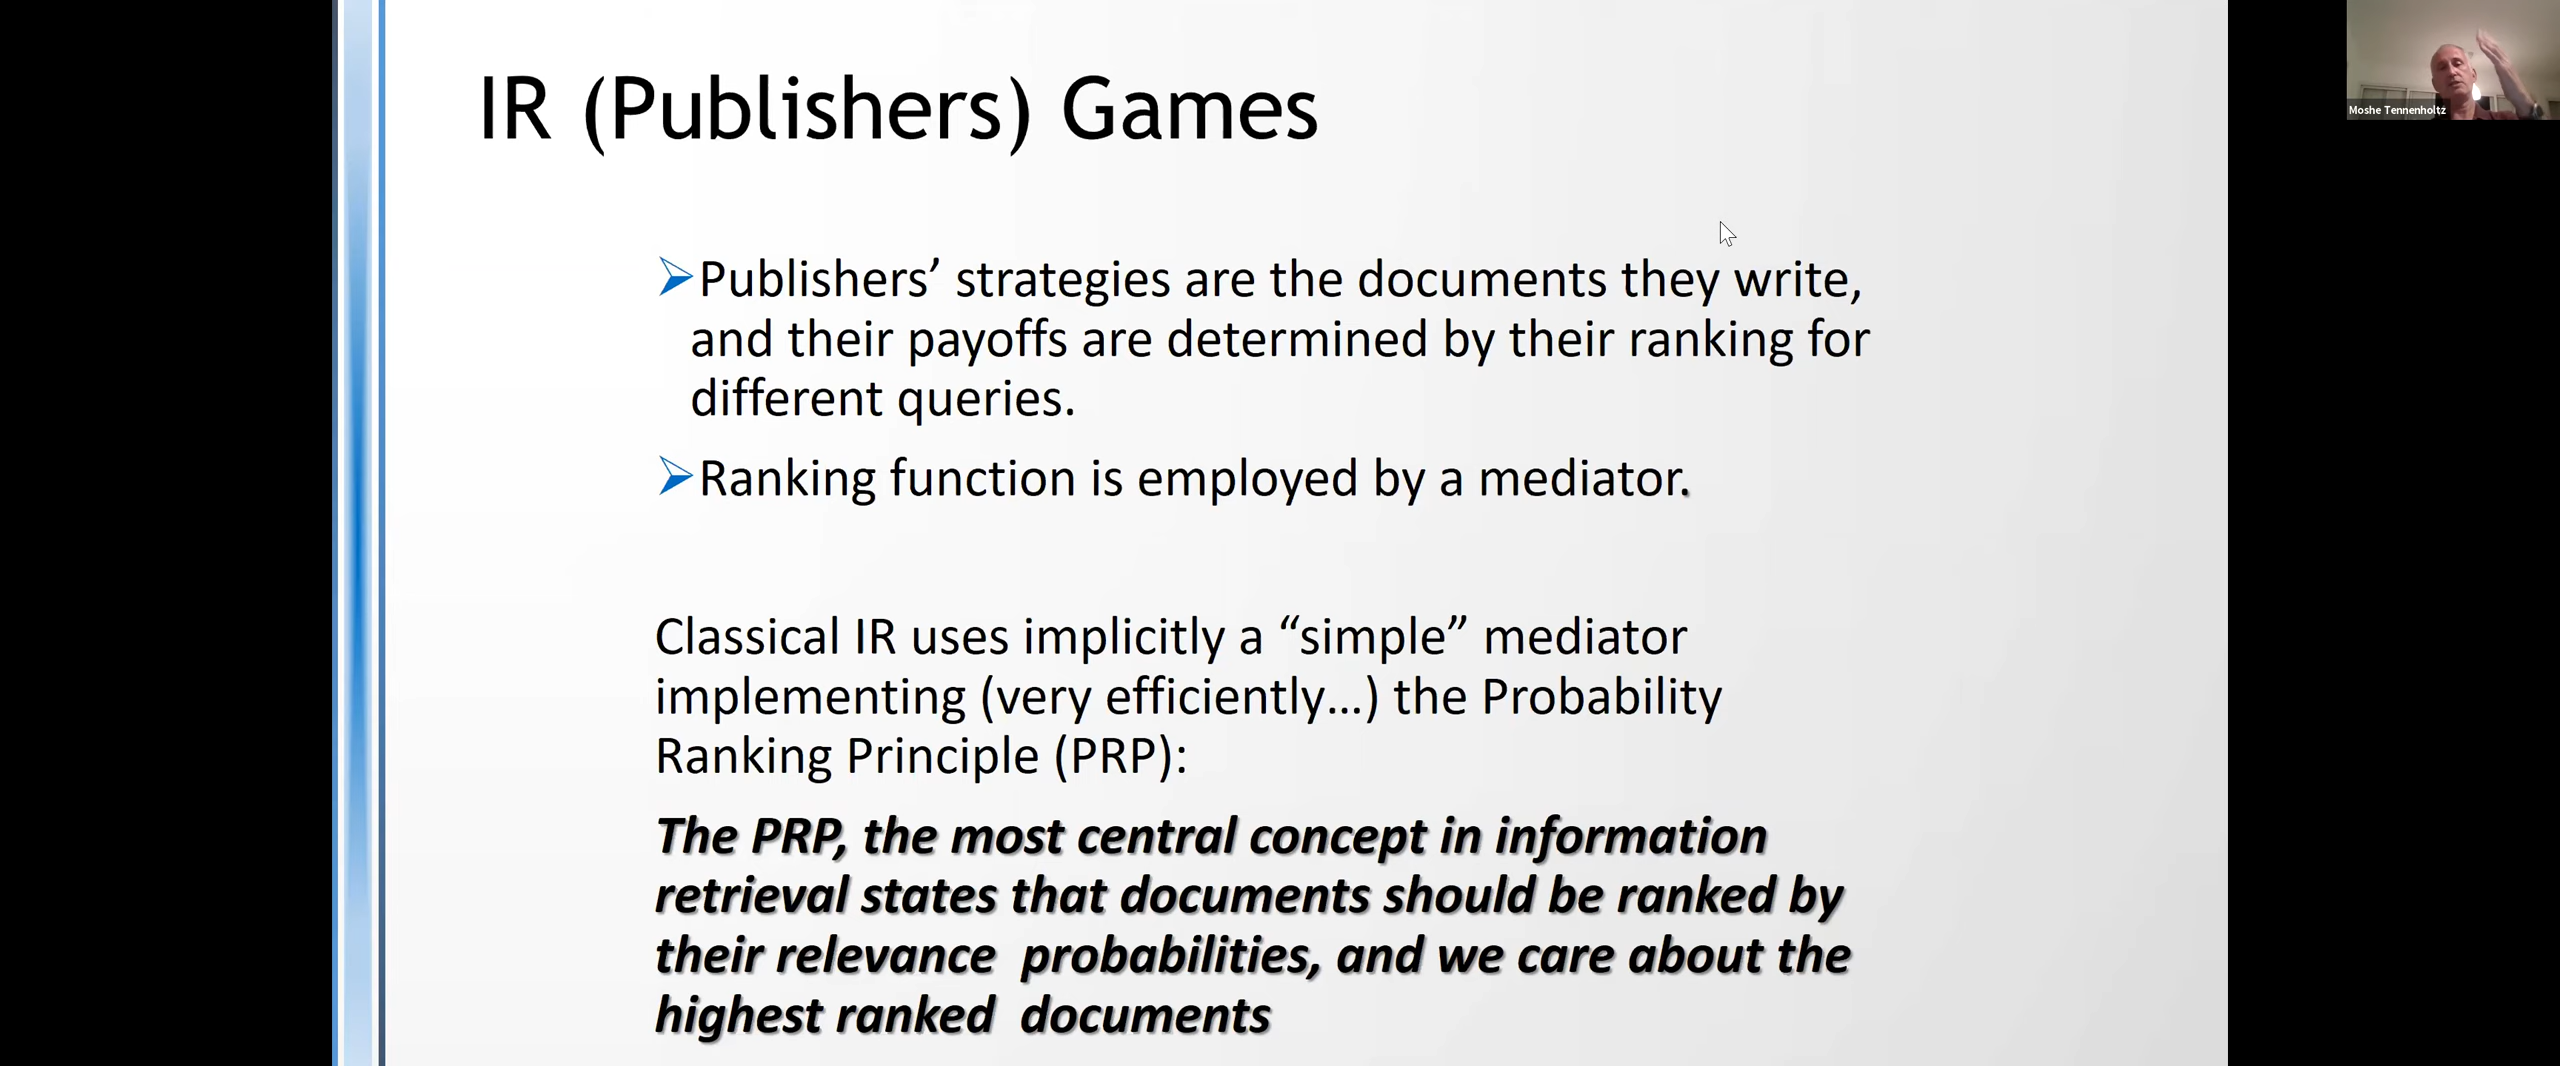 IR (Publishers) Games
Moshe Tennenholtz
Publishers’ strategies are the documents they write,
and their payoffs are determined by their ranking for
different queries.
Ranking function is employed by a mediator.
Classical IR uses implicitly a “simple” mediator
implementing (very efficiently…) the Probability
Ranking Principle (PRP):
The PRP, the most central concept in information
retrieval states that documents should be ranked by
their relevance probabilities, and we care about the
highest ranked documents